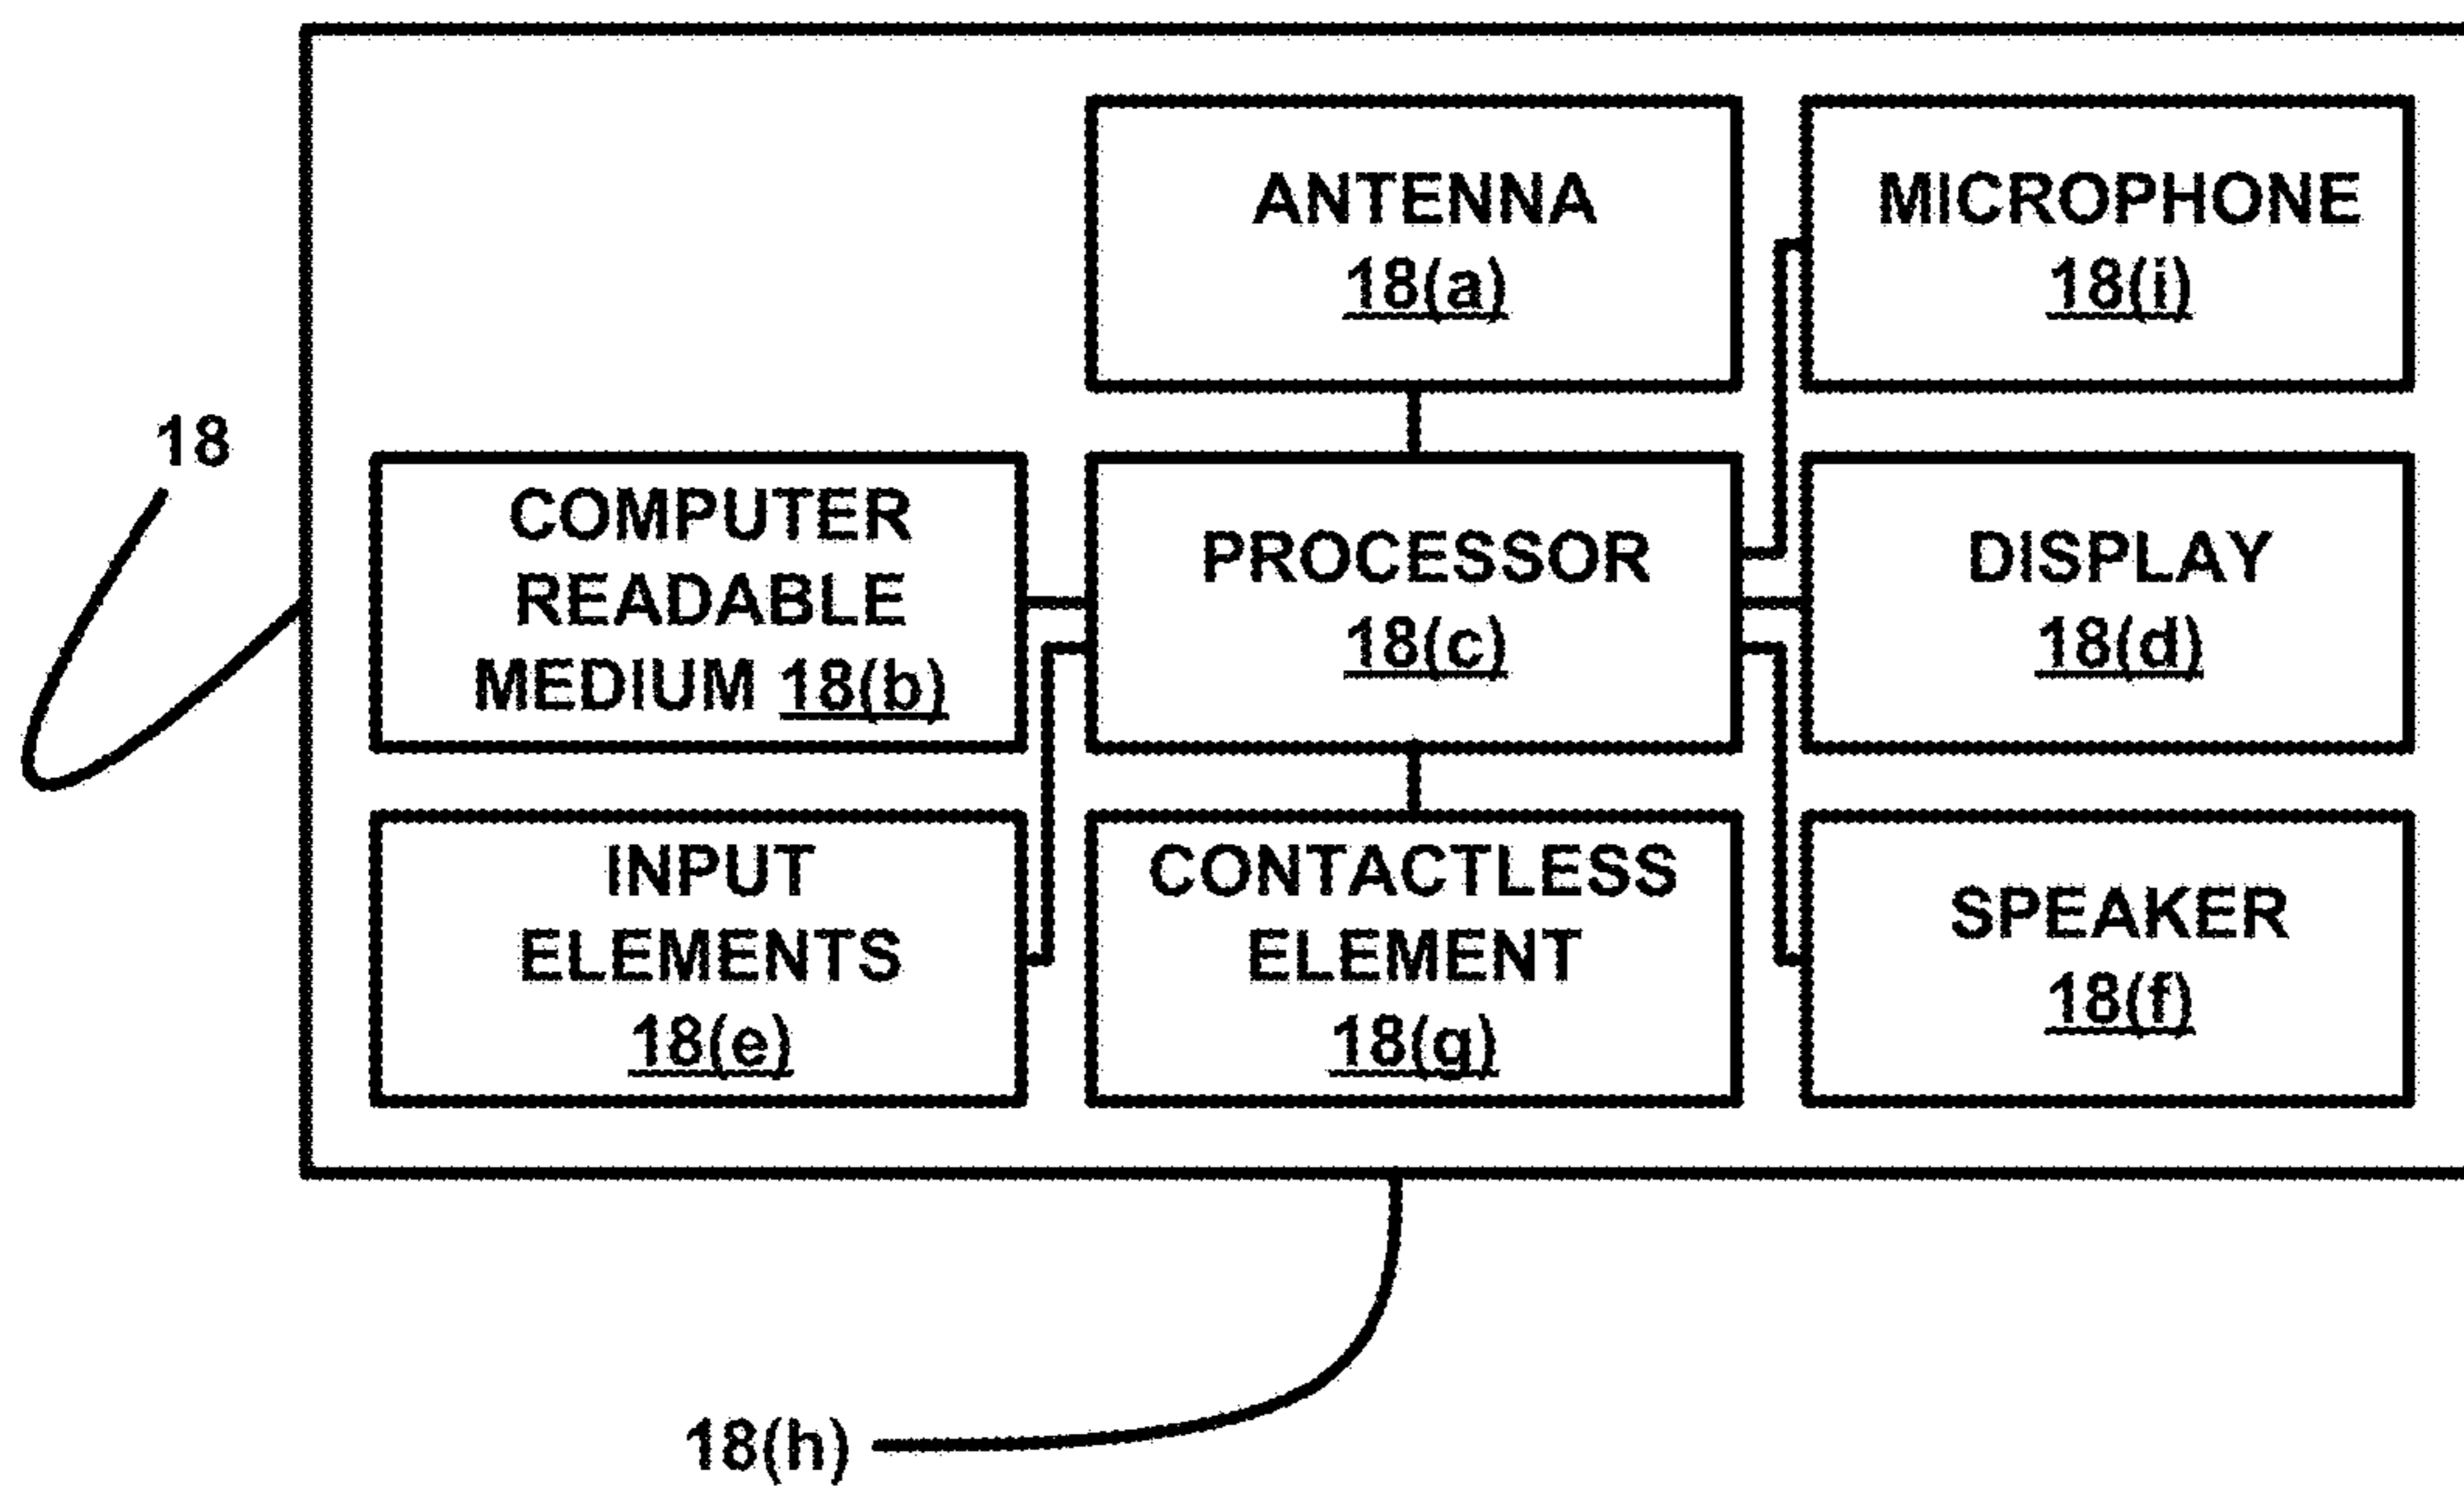 ANTENNA
18(a)
MICROPHONE
18(i)
18
COMPUTER
READABLE
MEDIUM 18(b)
PROCESSOR
18(c)
DISPLAY
18(d)
INPUT
ELEMENTS
18(e)
CONTACTLESS
ELEMENT
18(g)
SPEAKER
18(f)
18(h)